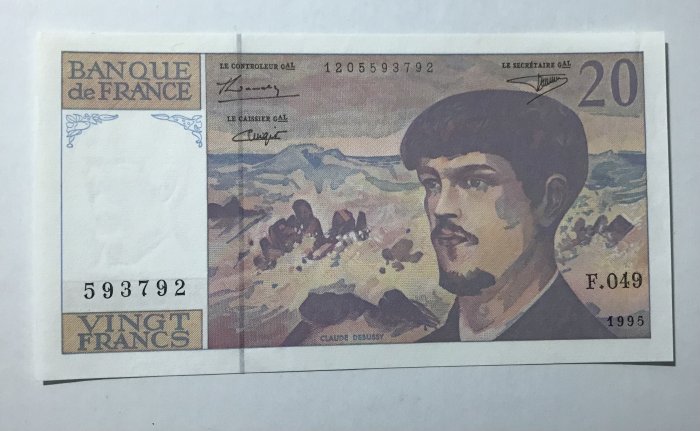 BANQUE
de FRANCE
LE CONTROLEUR GAL
1205593792
LE SECRÉTAIRE GAL
20
LE CAISSIER GAL
593792
F.049
VINGT
FRANCS
1995
CLAUDE DEBUSSY